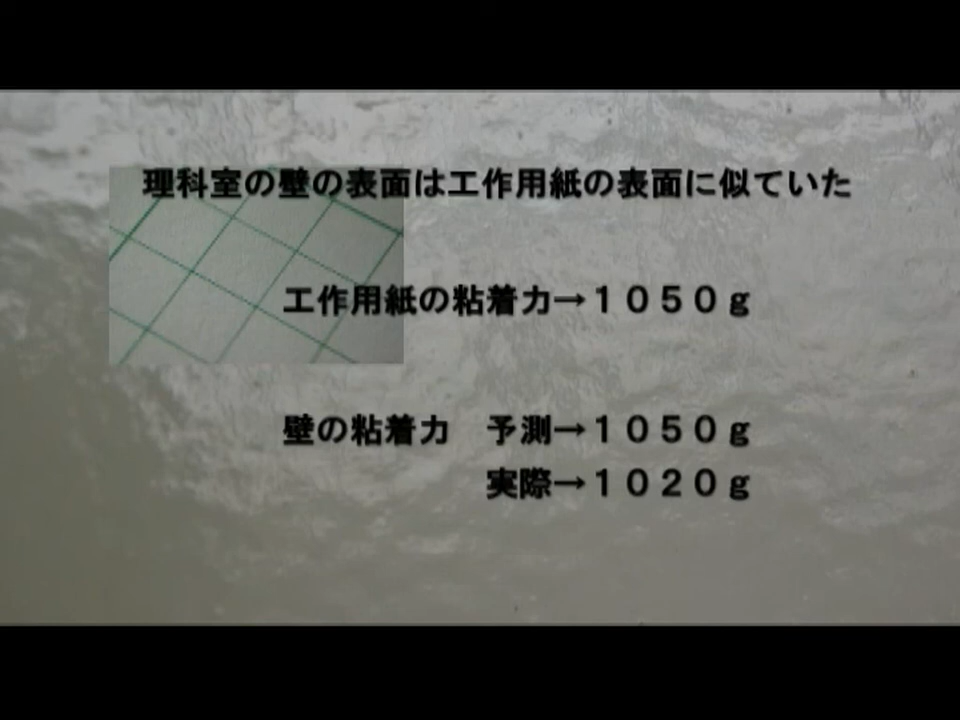 理科室の壁の表面は工作用紙の表面に似ていた
工作用紙の粘着力→１０５０ｇ
壁の粘着力　予測→１０５０ｇ
実際→１０２０ｇ